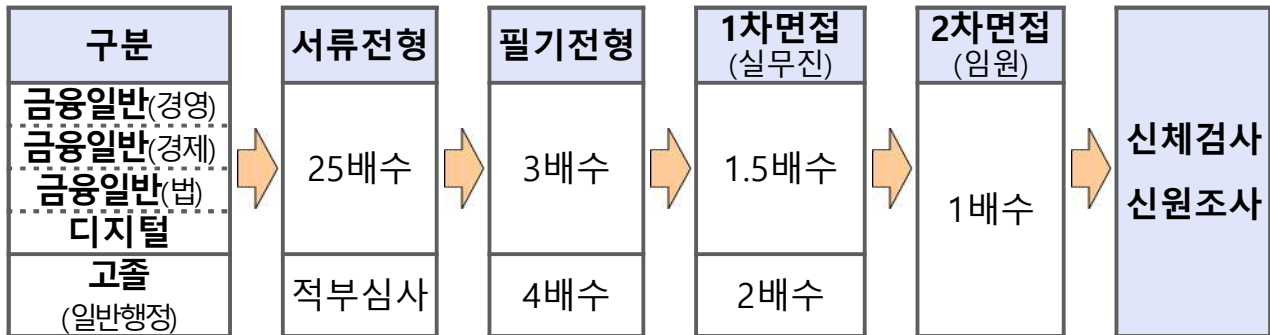 구분
금융일반(경영)
금융일반(경제)
금융일반(법)
디지털
고졸
(일반행정)
서류전형
25배수
적부심사
필기전형
3배수
4배수
1차면접
(실무진)
1.5배수
2배수
2차면접
(임원)
1배수
신체검사
신원조사